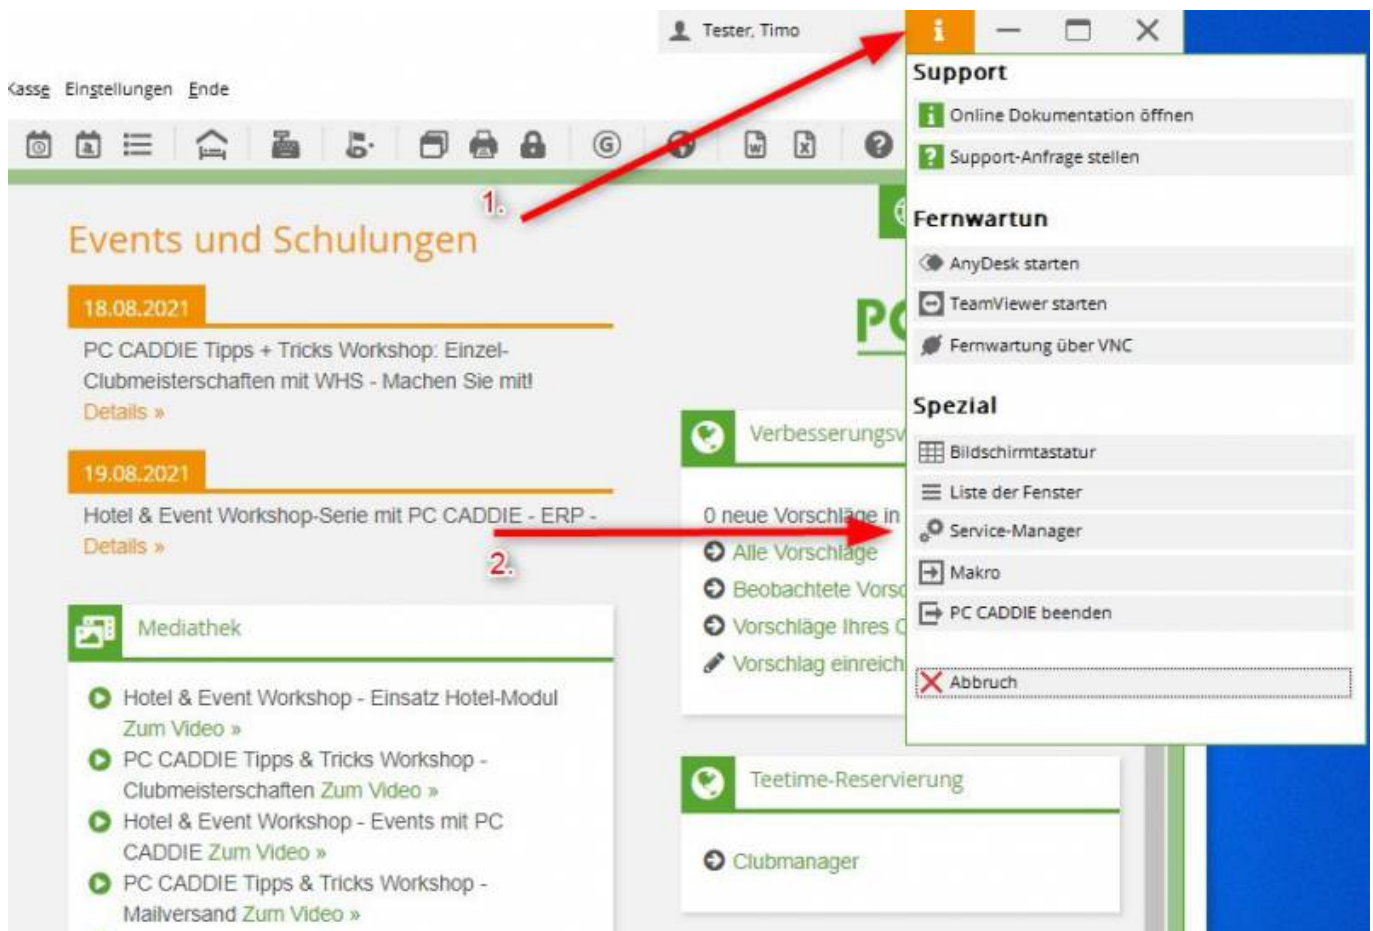 Tester, Timo
Kasse Einstellungen Ende
1.
Events und Schulungen
18.08.2021
PC CADDIE Tipps + Tricks Workshop: Einzel-
Clubmeisterschaften mit WHS - Machen Sie mit!
Details »
19.08.2021
Hotel & Event Workshop-Serie mit PC CADDIE - ERP -
Details »
2.
Mediathek
Hotel & Event Workshop - Einsatz Hotel-Modul
Zum Video »
PC CADDIE Tipps & Tricks Workshop -
Clubmeisterschaften Zum Video »
Hotel & Event Workshop - Events mit PC
CADDIE Zum Video »
PC CADDIE Tipps & Tricks Workshop -
Mailversand Zum Video »
PC
Verbesserungsv
0 neue Vorschläge in
Alle Vorschläge
Beobachtete Vorsc
Vorschläge Ihres C
Vorschlag einreich
Teetime-Reservierung
Clubmanager
Support
Online Dokumentation öffnen
Support-Anfrage stellen
Fernwartun
AnyDesk starten
TeamViewer starten
Fernwartung über VNC
Spezial
Bildschirmtastatur
Liste der Fenster
Service-Manager
Makro
PC CADDIE beenden
Abbruch